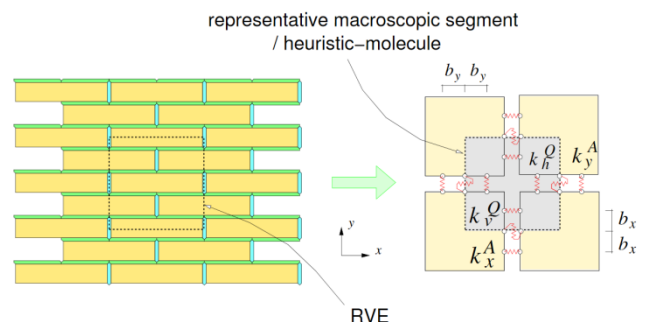 representative macroscopic segment
/ heuristic−molecule
b_y b_y
k_h^Q k_y^A
k_v^Q
b_x
y
b_x
x
k_x^A
RVE